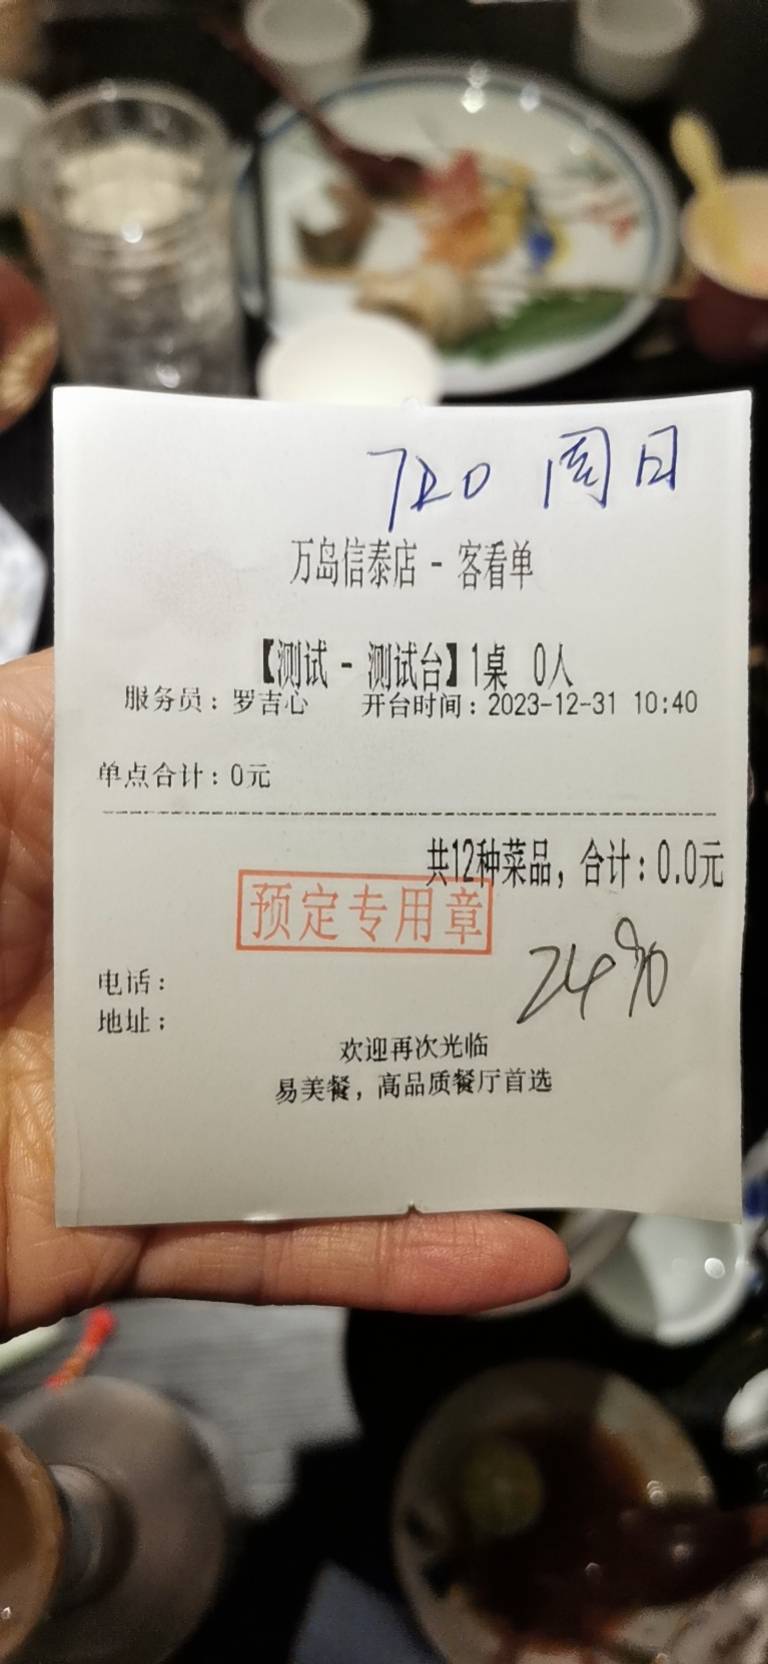 720 周日
万岛信泰店 - 客看单
【测试 - 测试台】1桌 0人
服务员：罗吉心 开台时间：2023-12-31 10:40
单点合计：0元
共12种菜品，合计：0.0元
预定专用章
电话：
地址：
欢迎再次光临
易美餐，高品质餐厅首选